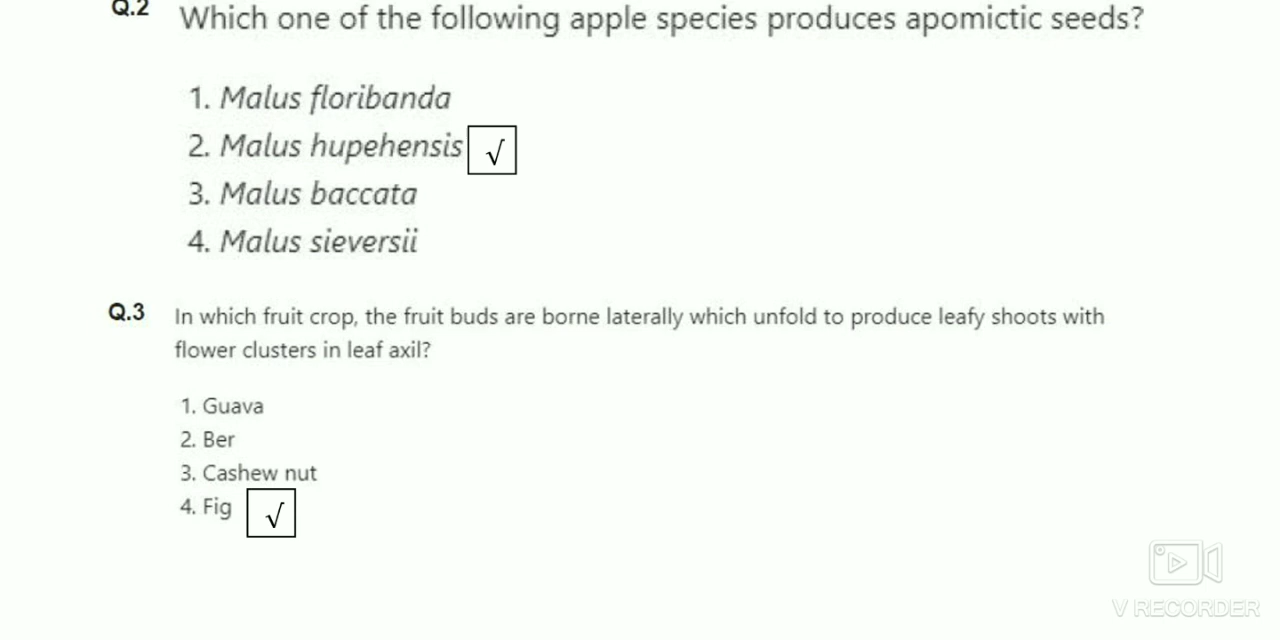 Q.2 Which one of the following apple species produces apomictic seeds?
1. Malus floribanda
2. Malus hupehensis √
3. Malus baccata
4. Malus sieversii
Q.3 In which fruit crop, the fruit buds are borne laterally which unfold to produce leafy shoots with
flower clusters in leaf axil?
1. Guava
2. Ber
3. Cashew nut
4. Fig √
V RECORDER